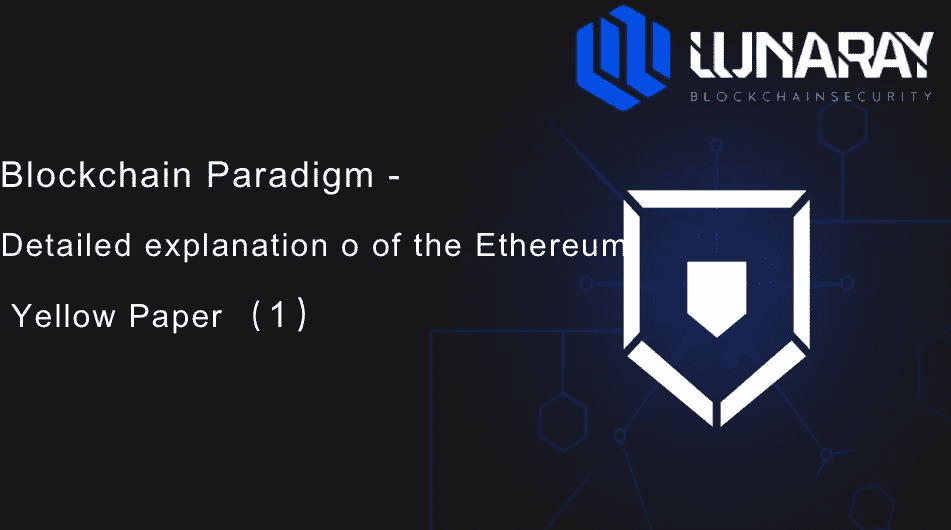 LUNARAY
BLOCKCHAINSECURITY
Blockchain Paradigm -
Detailed explanation o of the Ethereum
Yellow Paper （1）